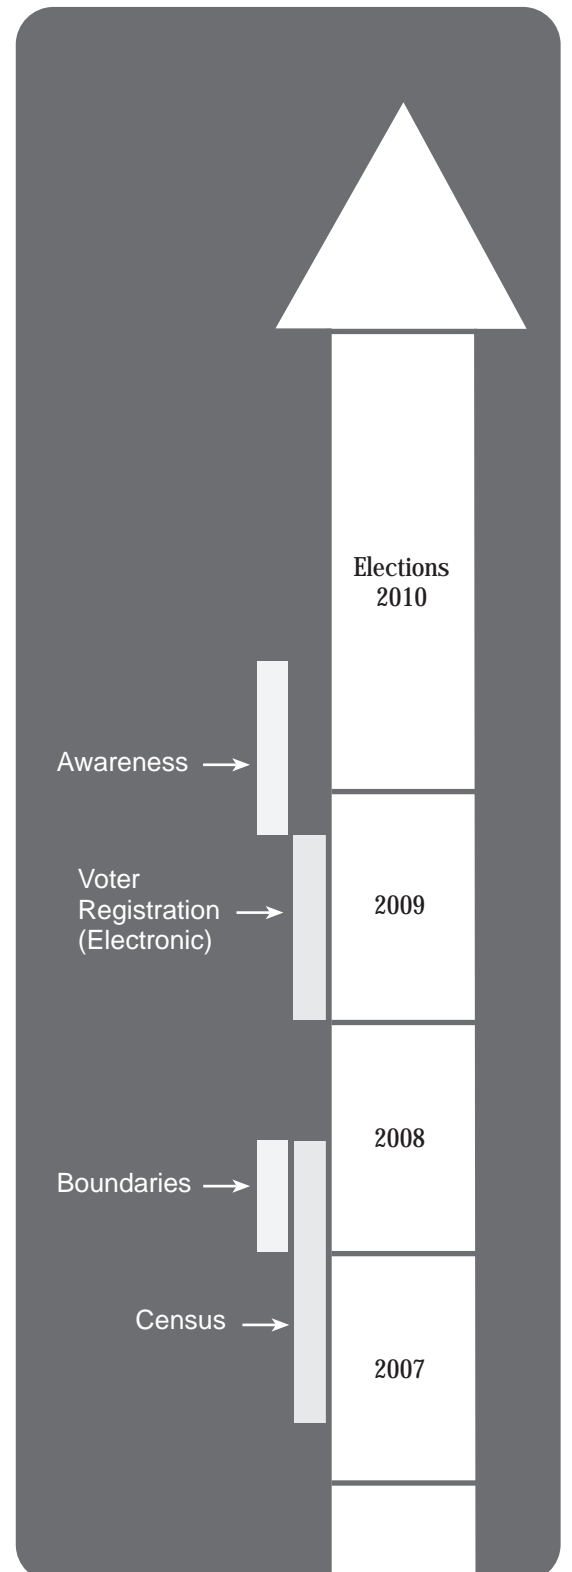 Elections
2010
Awareness
Voter
Registration
(Electronic)
2009
2008
Boundaries
Census
2007